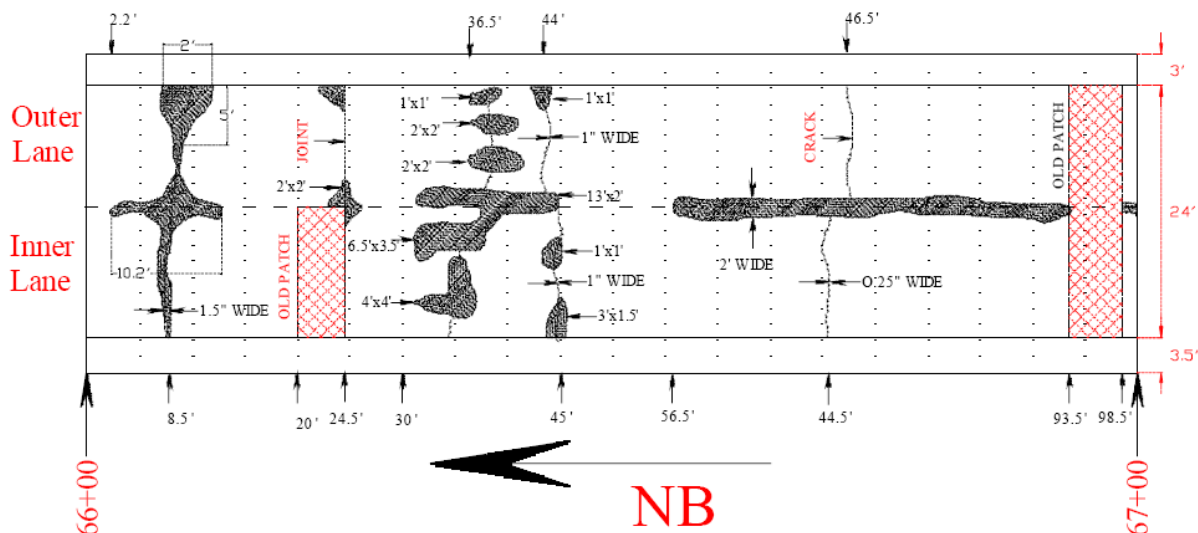 2.2'
36.5'
44'
46.5'
2'
3'
5'
Outer
Lane
JOINT
1'x1'
1'x1'
2'x2'
1" WIDE
CRACK
OLD PATCH
2'x2'
2'x2'
13'x2'
24'
Inner
Lane
10.2'
OLD PATCH
6.5'x3.5'
1'x1'
2' WIDE
1.5" WIDE
4'x4'
1" WIDE
0.25" WIDE
3'x1.5'
3.5'
8.5'
20'
24.5'
30'
45'
56.5'
44.5'
93.5'
98.5'
66+00
NB
67+00